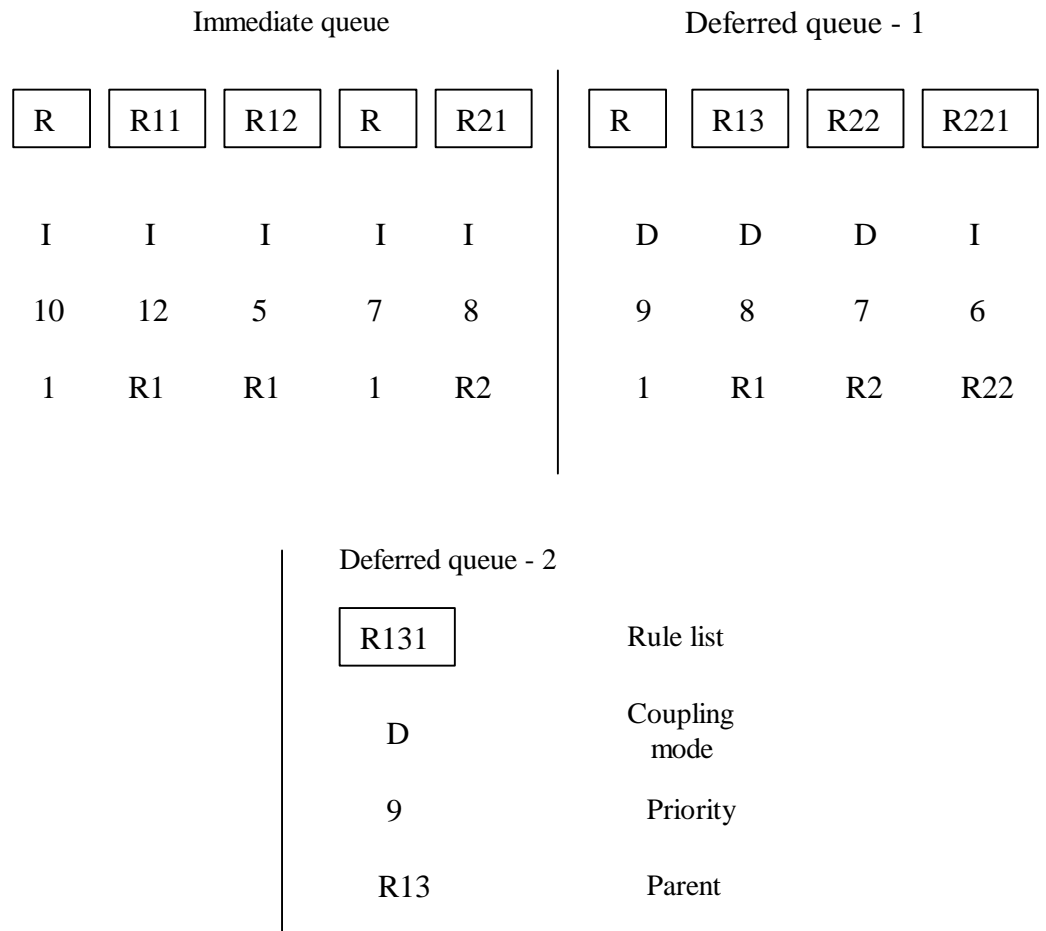 Immediate queue
Deferred queue - 1
R R11 R12 R R21
R R13 R22 R221
I I I I I
D D D I
10 12 5 7 8
9 8 7 6
1 R1 R1 1 R2
1 R1 R2 R22
Deferred queue - 2
R131
Rule list
D
Coupling
mode
9
Priority
R13
Parent